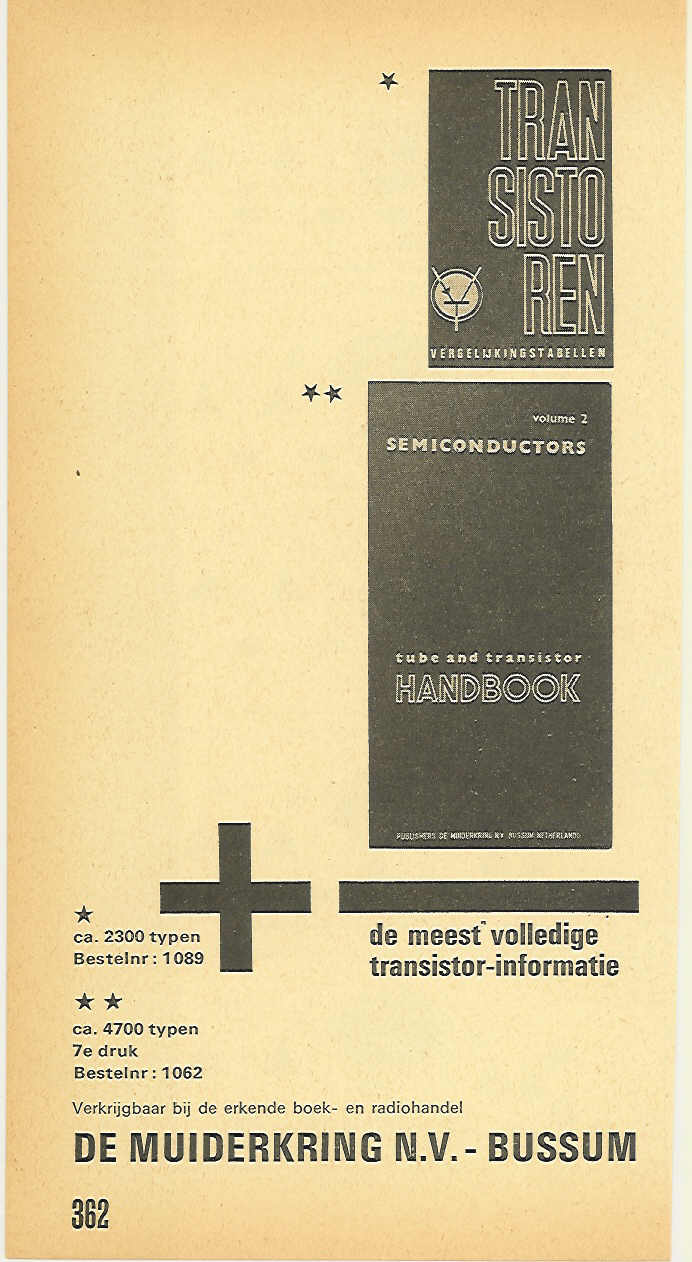 TRAN
SISTO
REN
VERGELIJKINGSTABELLEN
volume 2
SEMICONDUCTORS
tube and transistor
HANDBOOK
PUBLISHERS DE MUIDERKRING N.V. BUSSUM NETHERLANDS
de meest volledige
transistor-informatie
★
ca. 2300 typen
Bestelnr : 1089
★ ★
ca. 4700 typen
7e druk
Bestelnr : 1062
Verkrijgbaar bij de erkende boek- en radiohandel
DE MUIDERKRING N.V. - BUSSUM
362